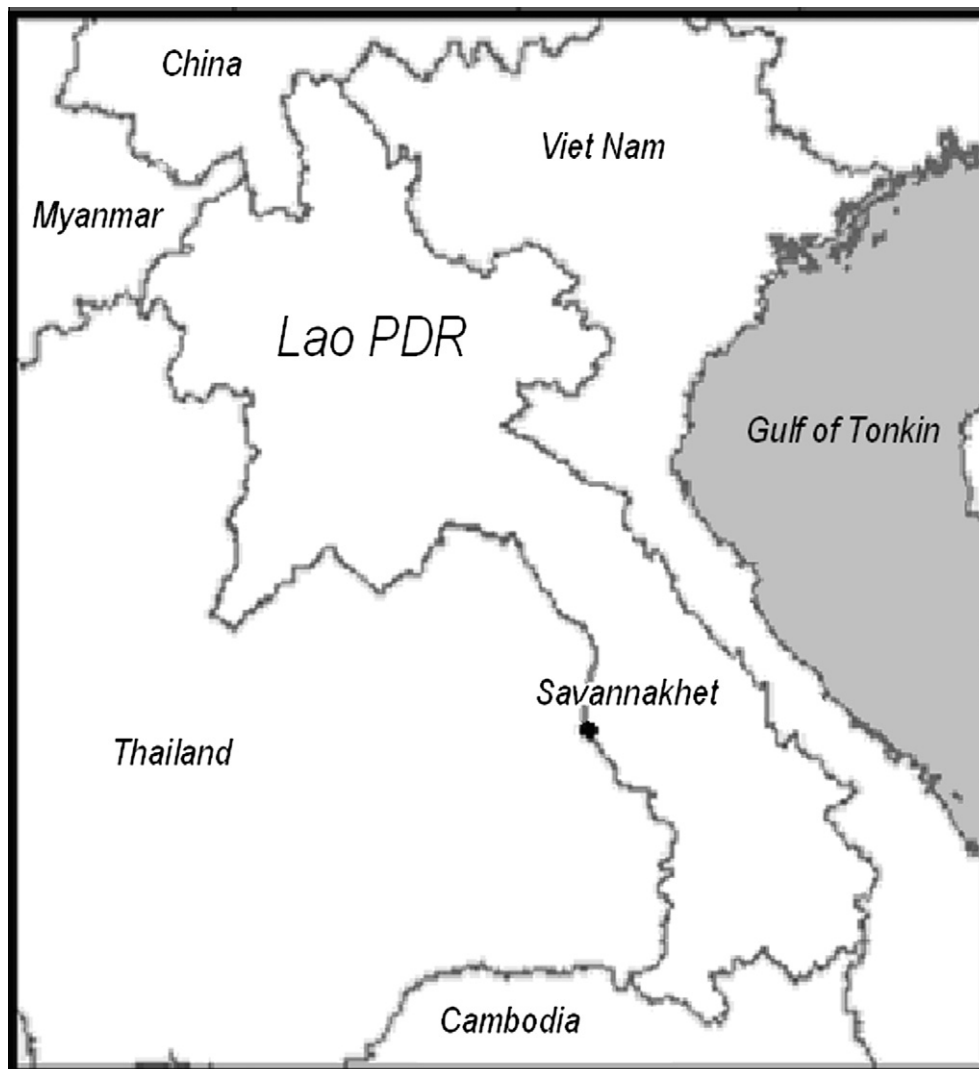 China
Viet Nam
Myanmar
Lao PDR
Gulf of Tonkin
Savannakhet
Thailand
Cambodia